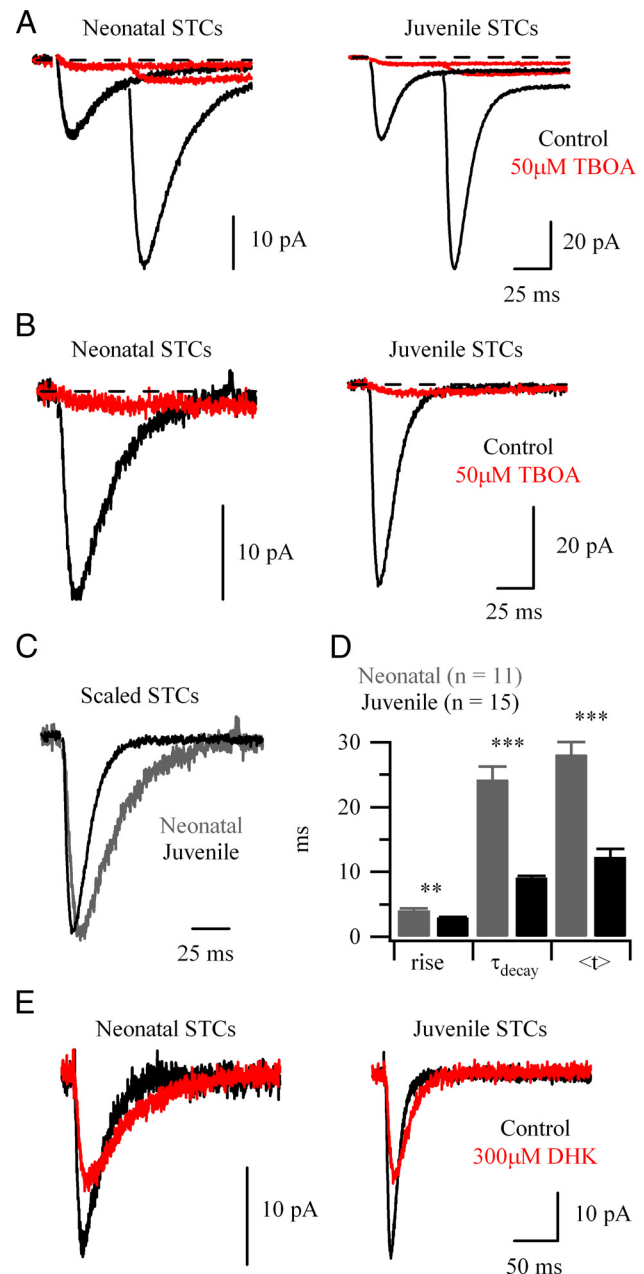 A
Neonatal STCs
Juvenile STCs
Control
50μM TBOA
10 pA
20 pA
25 ms
B
Neonatal STCs
Juvenile STCs
Control
50μM TBOA
10 pA
20 pA
25 ms
C
Scaled STCs
Neonatal
Juvenile
25 ms
D
Neonatal (n = 11)
Juvenile (n = 15)
***
***
**
30
20
10
0
ms
rise
τdecay
<t>
E
Neonatal STCs
Juvenile STCs
Control
300μM DHK
10 pA
10 pA
50 ms